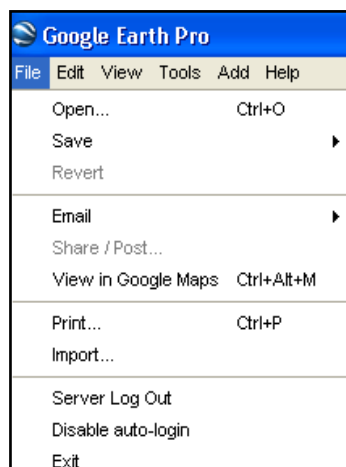 Google Earth Pro
File Edit View Tools Add Help
Open... Ctrl+O
Save
Revert
Email
Share / Post...
View in Google Maps Ctrl+Alt+M
Print... Ctrl+P
Import...
Server Log Out
Disable auto-login
Exit